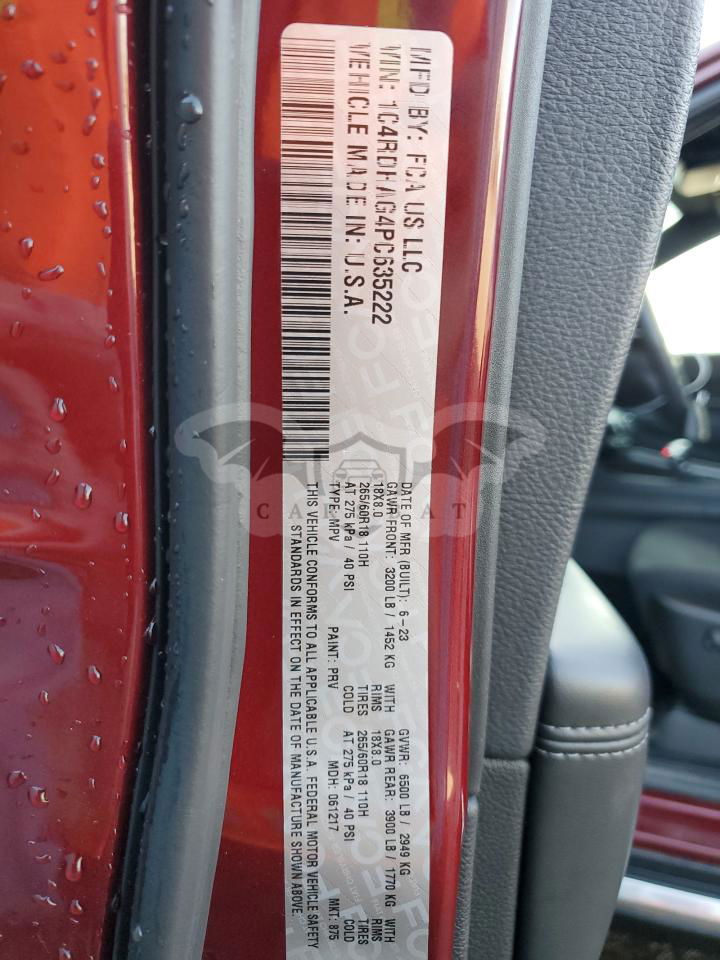 MFD BY: FCA US LLC
VIN: 1C4RDHAG4PC635222
VEHICLE MADE IN: U.S.A.
DATE OF MFR (BUILT): 6-23 GVWR: 6500 LB / 2949 KG
GAWR FRONT: 3200 LB / 1452 KG WITH GAWR REAR: 3900 LB / 1770 KG WITH
18X8.0 RIMS 18X8.0 RIMS
265/60R18 110H TIRES 265/60R18 110H TIRES
AT 275 kPa / 40 PSI COLD AT 275 kPa / 40 PSI COLD
TYPE: MPV PAINT: PRV MDH: 061217 MKT: 875
THIS VEHICLE CONFORMS TO ALL APPLICABLE U.S.A. FEDERAL MOTOR VEHICLE SAFETY
STANDARDS IN EFFECT ON THE DATE OF MANUFACTURE SHOWN ABOVE.